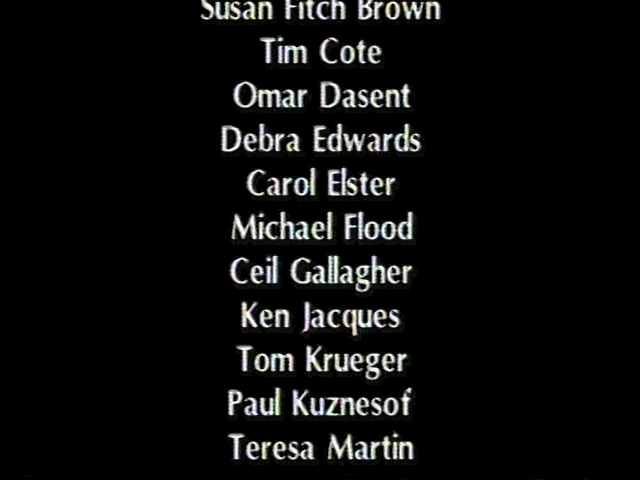 Susan Fitch Brown
Tim Cote
Omar Dasent
Debra Edwards
Carol Elster
Michael Flood
Ceil Gallagher
Ken Jacques
Tom Krueger
Paul Kuznesof
Teresa Martin